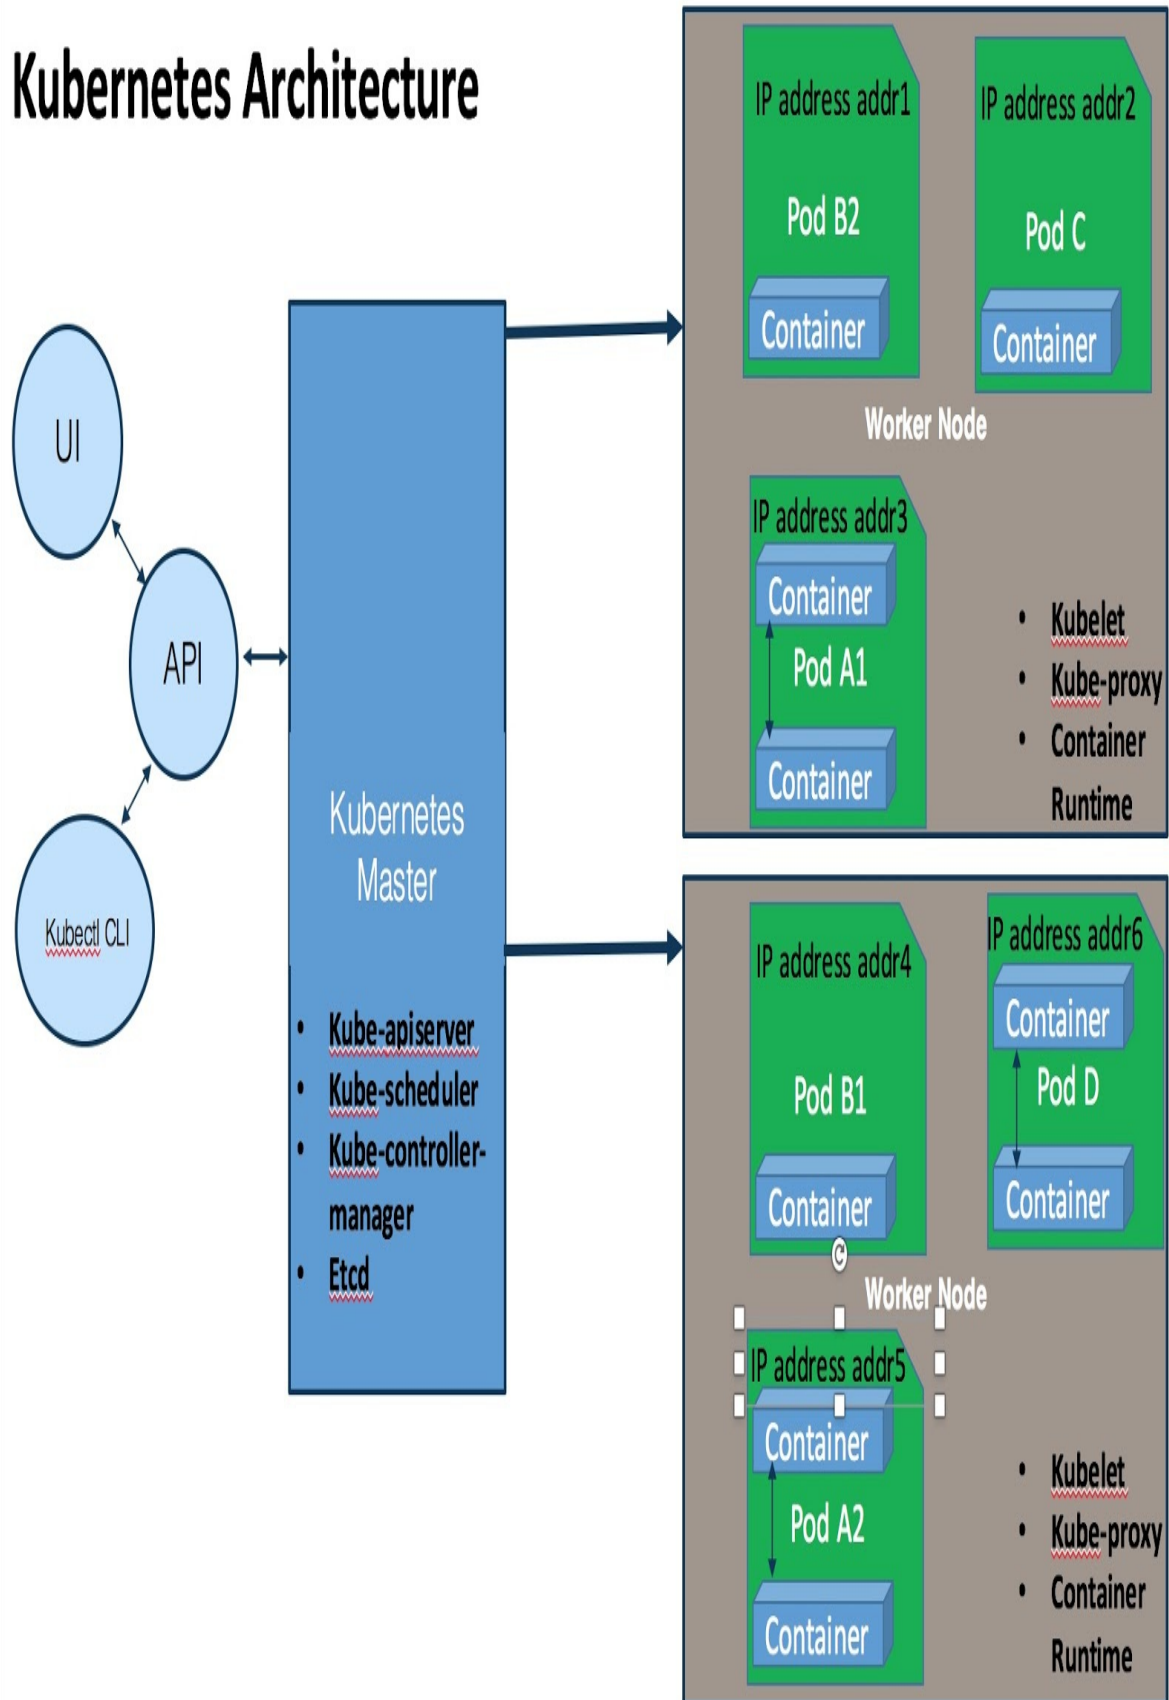 Kubernetes Architecture
UI
API
Kubectl CLI
Kubernetes
Master
• Kube-apiserver
• Kube-scheduler
• Kube-controller-
manager
• Etcd
IP address addr1
Pod B2
Container
IP address addr2
Pod C
Container
Worker Node
IP address addr3
Container
Pod A1
Container
• Kubelet
• Kube-proxy
• Container
Runtime
IP address addr4
Pod B1
Container
IP address addr6
Container
Pod D
Container
Worker Node
IP address addr5
Container
Pod A2
Container
• Kubelet
• Kube-proxy
• Container
Runtime